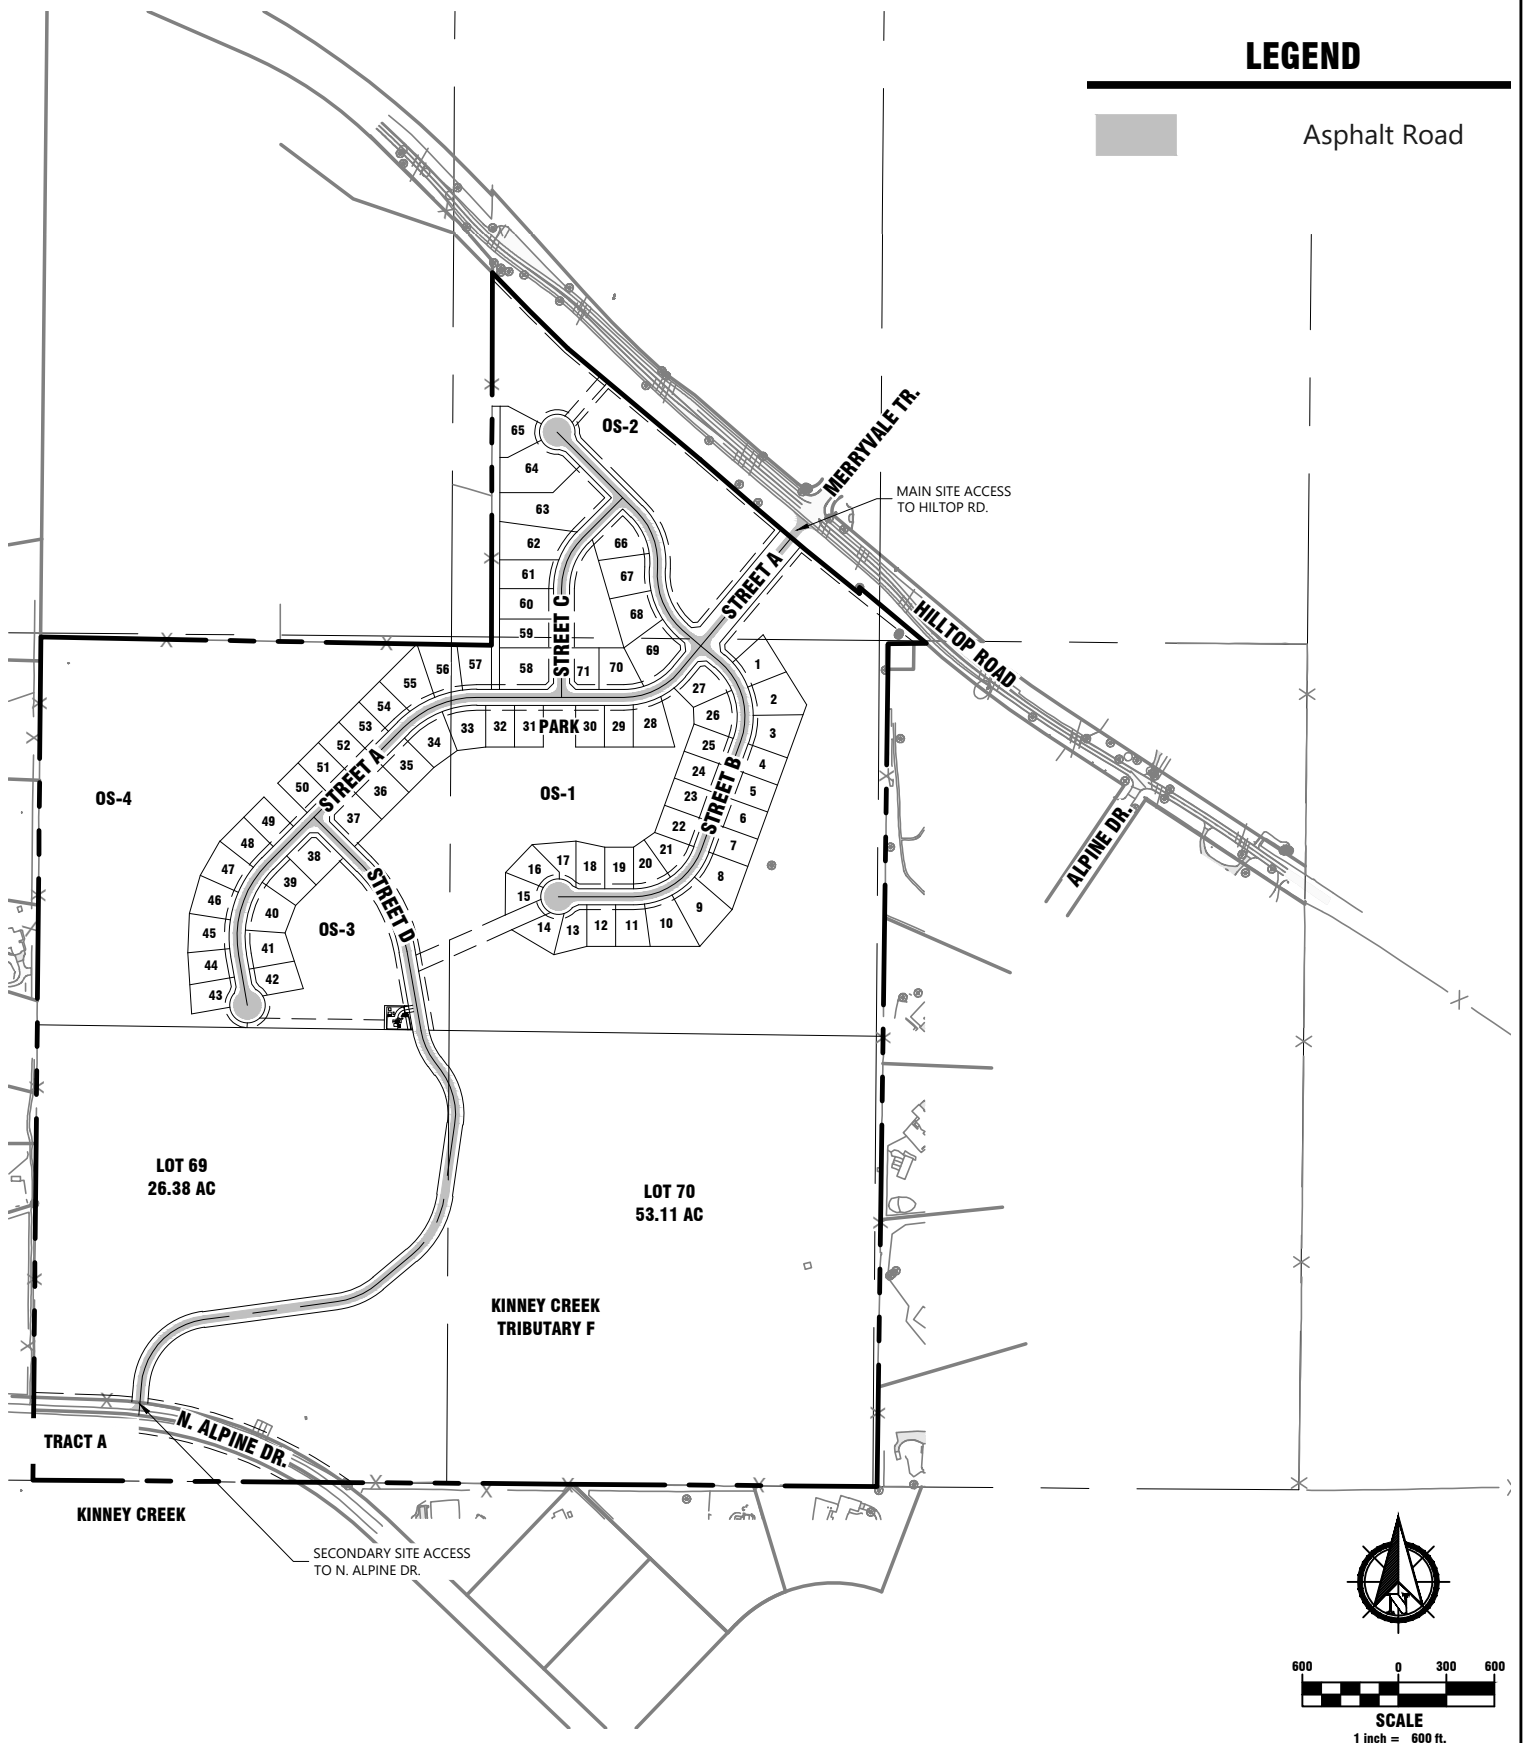 LEGEND
Asphalt Road
MERRYVALE TR.
MAIN SITE ACCESS
TO HILTOP RD.
HILLTOP ROAD
ALPINE DR.
OS-2
65
64
63
62
61
60
59
58
57
56
55
54
53
52
51
50
49
48
47
46
45
44
43
66
67
68
69
70
71
STREET C
STREET A
1
2
3
4
5
6
7
8
9
10
11
12
13
14
15
16
17
18
19
20
21
22
23
24
25
26
27
STREET B
28
29
30
PARK
31
32
33
34
35
36
37
38
39
40
41
42
STREET A
STREET D
OS-1
OS-4
OS-3
LOT 69
26.38 AC
LOT 70
53.11 AC
KINNEY CREEK
TRIBUTARY F
N. ALPINE DR.
TRACT A
KINNEY CREEK
SECONDARY SITE ACCESS
TO N. ALPINE DR.
N
600 0 300 600
SCALE
1 inch = 600 ft.